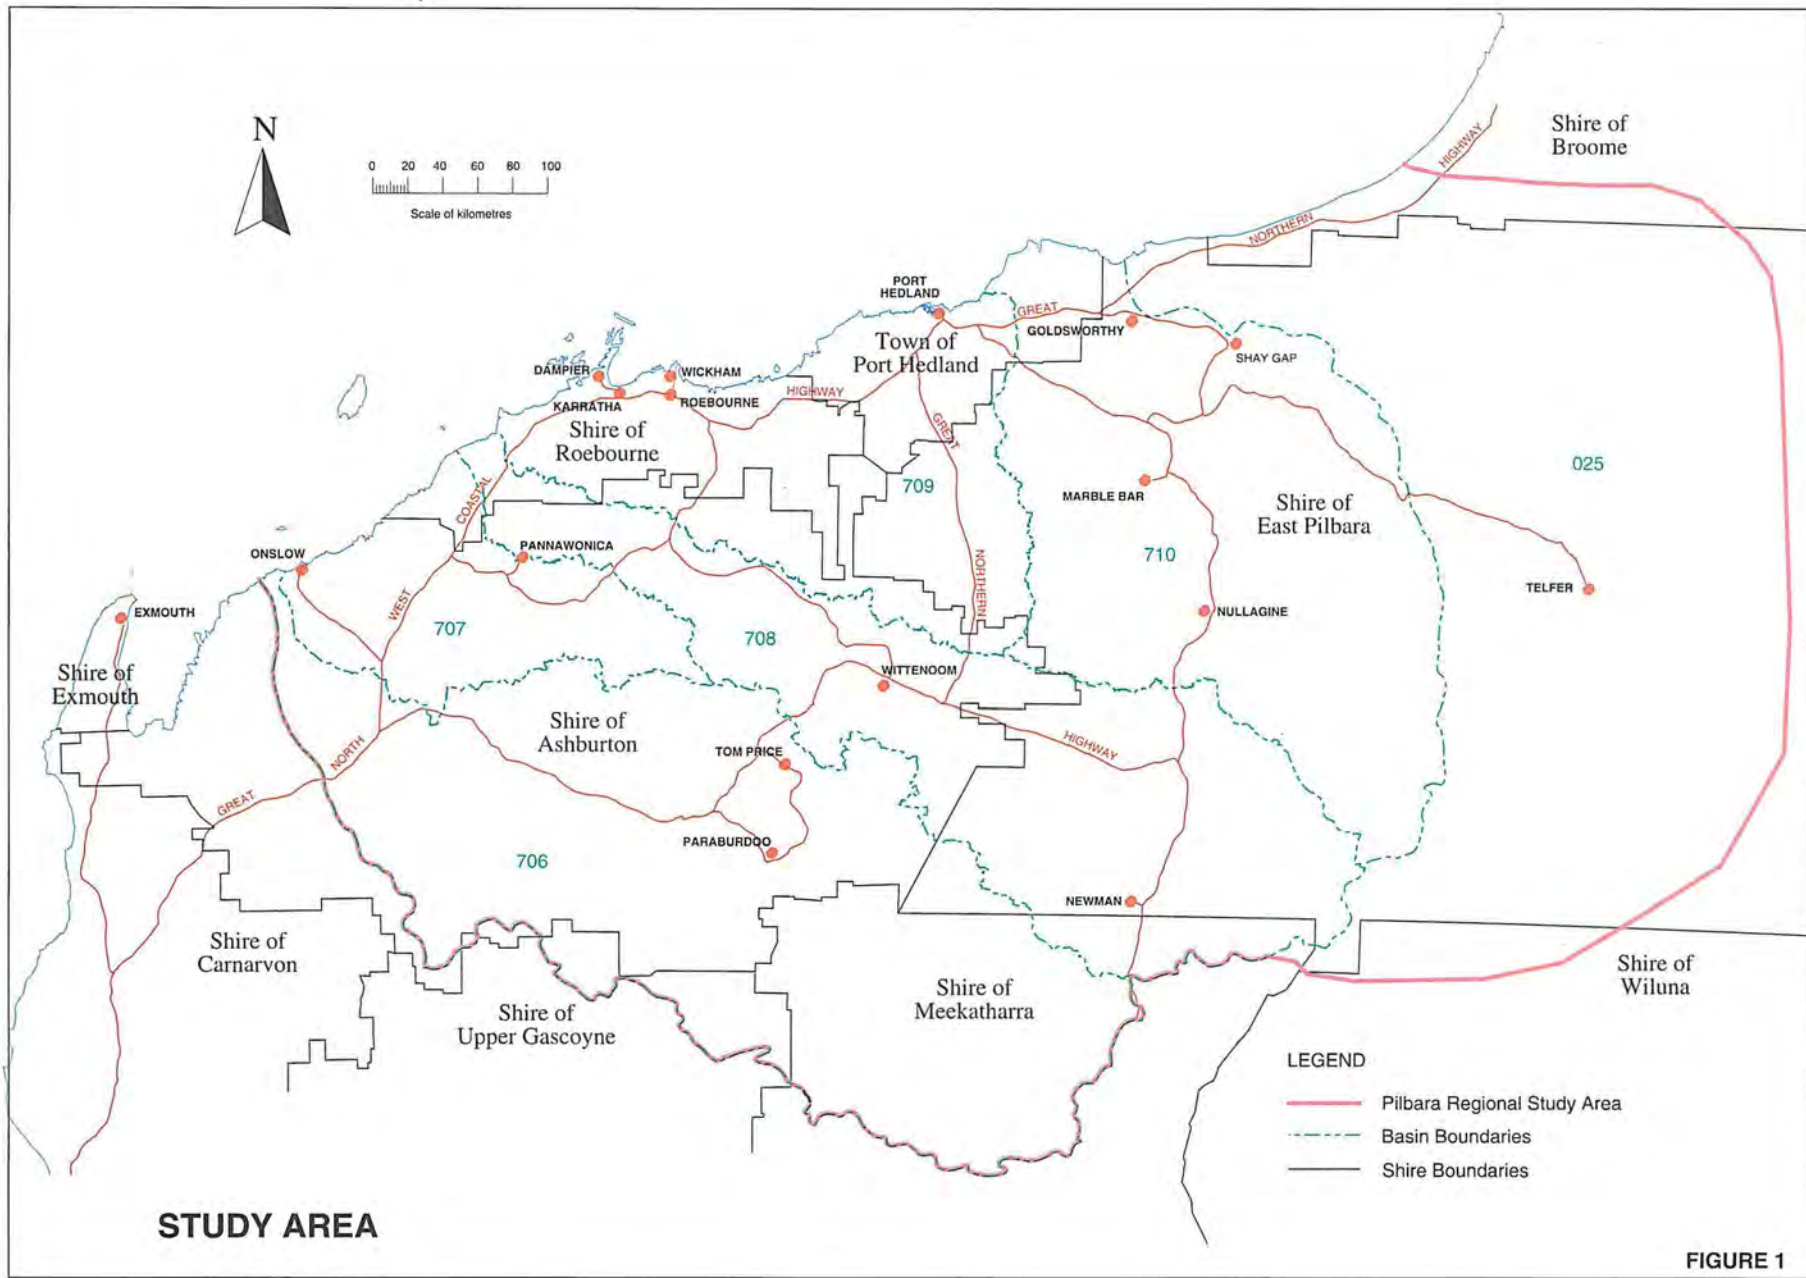 Shire of
Broome
HIGHWAY
N
0 20 40 60 80 100
Scale of kilometres
NORTHERN
PORT
HEDLAND
GREAT
GOLDSWORTHY
Town of
Port Hedland
SHAY GAP
DAMPIER
WICKHAM
KARRATHA
ROEBOURNE
HIGHWAY
Shire of
Roebourne
GREAT
025
709
MARBLE BAR
Shire of
East Pilbara
COASTAL
ONSLOW
PANNAWONICA
710
NORTHERN
TELFER
EXMOUTH
WEST
NULLAGINE
707
708
Shire of
Exmouth
WITTENOOM
Shire of
Ashburton
NORTH
TOM PRICE
HIGHWAY
GREAT
PARABURDOO
706
NEWMAN
Shire of
Carnarvon
Shire of
Wiluna
Shire of
Meekatharra
Shire of
Upper Gascoyne
LEGEND
Pilbara Regional Study Area
Basin Boundaries
Shire Boundaries
STUDY AREA
FIGURE 1